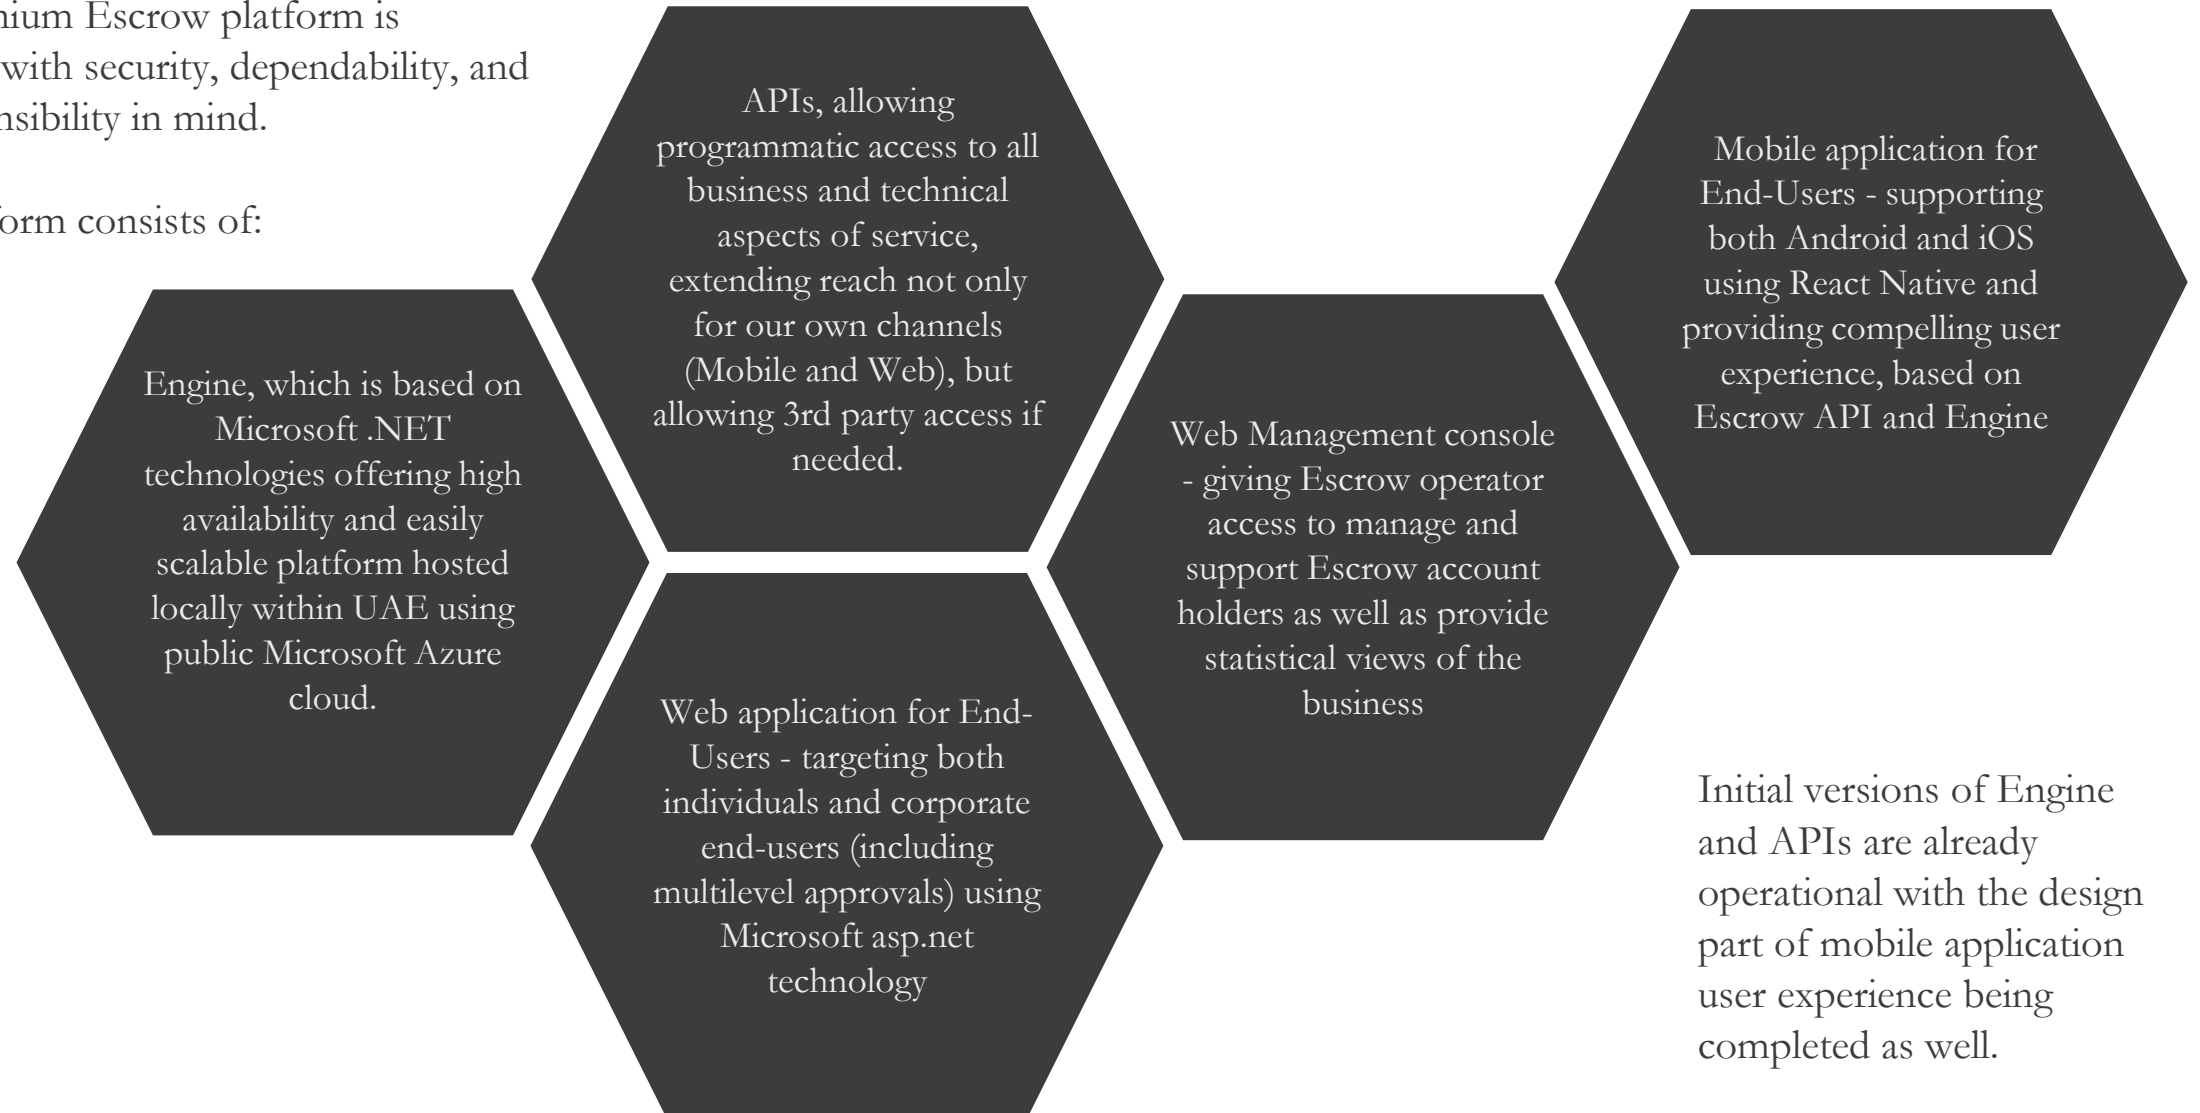 Escrow platform is
with security, dependability, and
in mind.
consists of:
Engine, which is based on
Microsoft .NET
technologies offering high
availability and easily
scalable platform hosted
locally within UAE using
public Microsoft Azure
cloud.
APIs, allowing
programmatic access to all
business and technical
aspects of service,
extending reach not only
for our own channels
(Mobile and Web), but
allowing 3rd party access if
needed.
Web application for End-
Users - targeting both
individuals and corporate
end-users (including
multilevel approvals) using
Microsoft asp.net
technology
Web Management console
- giving Escrow operator
access to manage and
support Escrow account
holders as well as provide
statistical views of the
business
Mobile application for
End-Users - supporting
both Android and iOS
using React Native and
providing compelling user
experience, based on
Escrow API and Engine
Initial versions of Engine
and APIs are already
operational with the design
part of mobile application
user experience being
completed as well.